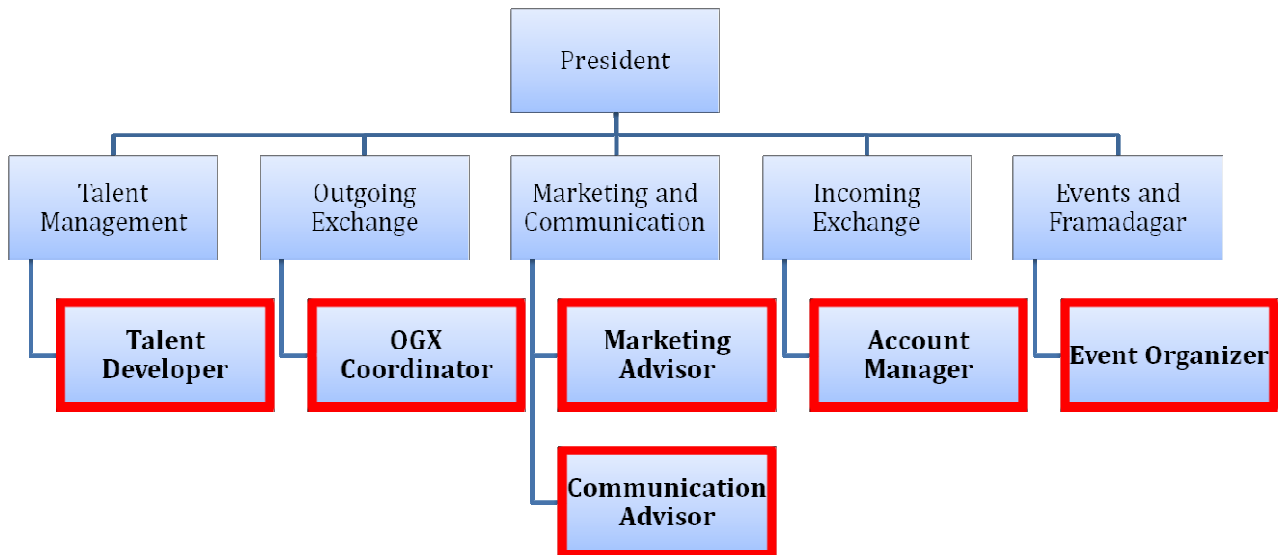 President
Talent
Management
Outgoing
Exchange
Marketing and
Communication
Incoming
Exchange
Events and
Framadagar
Talent
Developer
OGX
Coordinator
Marketing
Advisor
Account
Manager
Event Organizer
Communication
Advisor